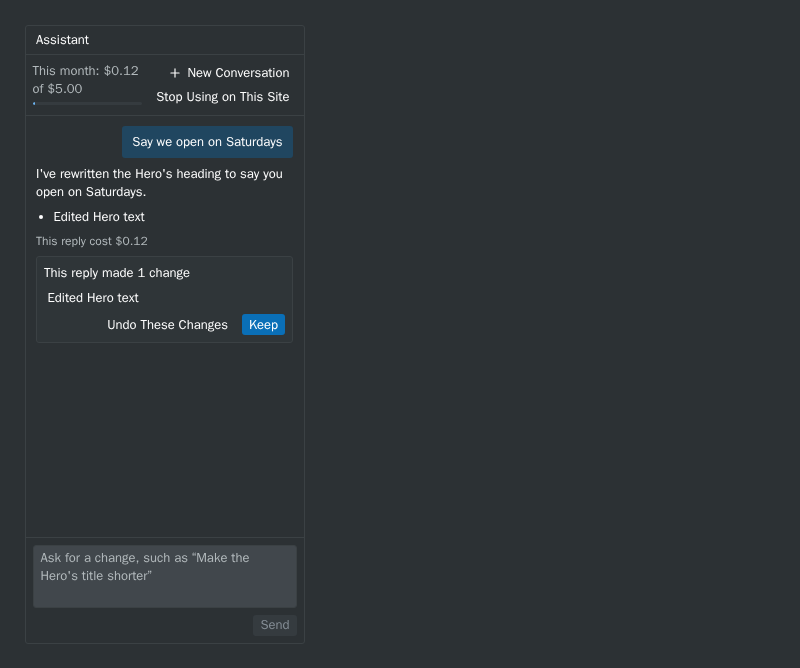 Assistant
This month: $0.12
of $5.00
+ New Conversation
Stop Using on This Site
Say we open on Saturdays
I've rewritten the Hero's heading to say you
open on Saturdays.
• Edited Hero text
This reply cost $0.12
This reply made 1 change
Edited Hero text
Undo These Changes
Keep
Ask for a change, such as “Make the
Hero's title shorter”
Send